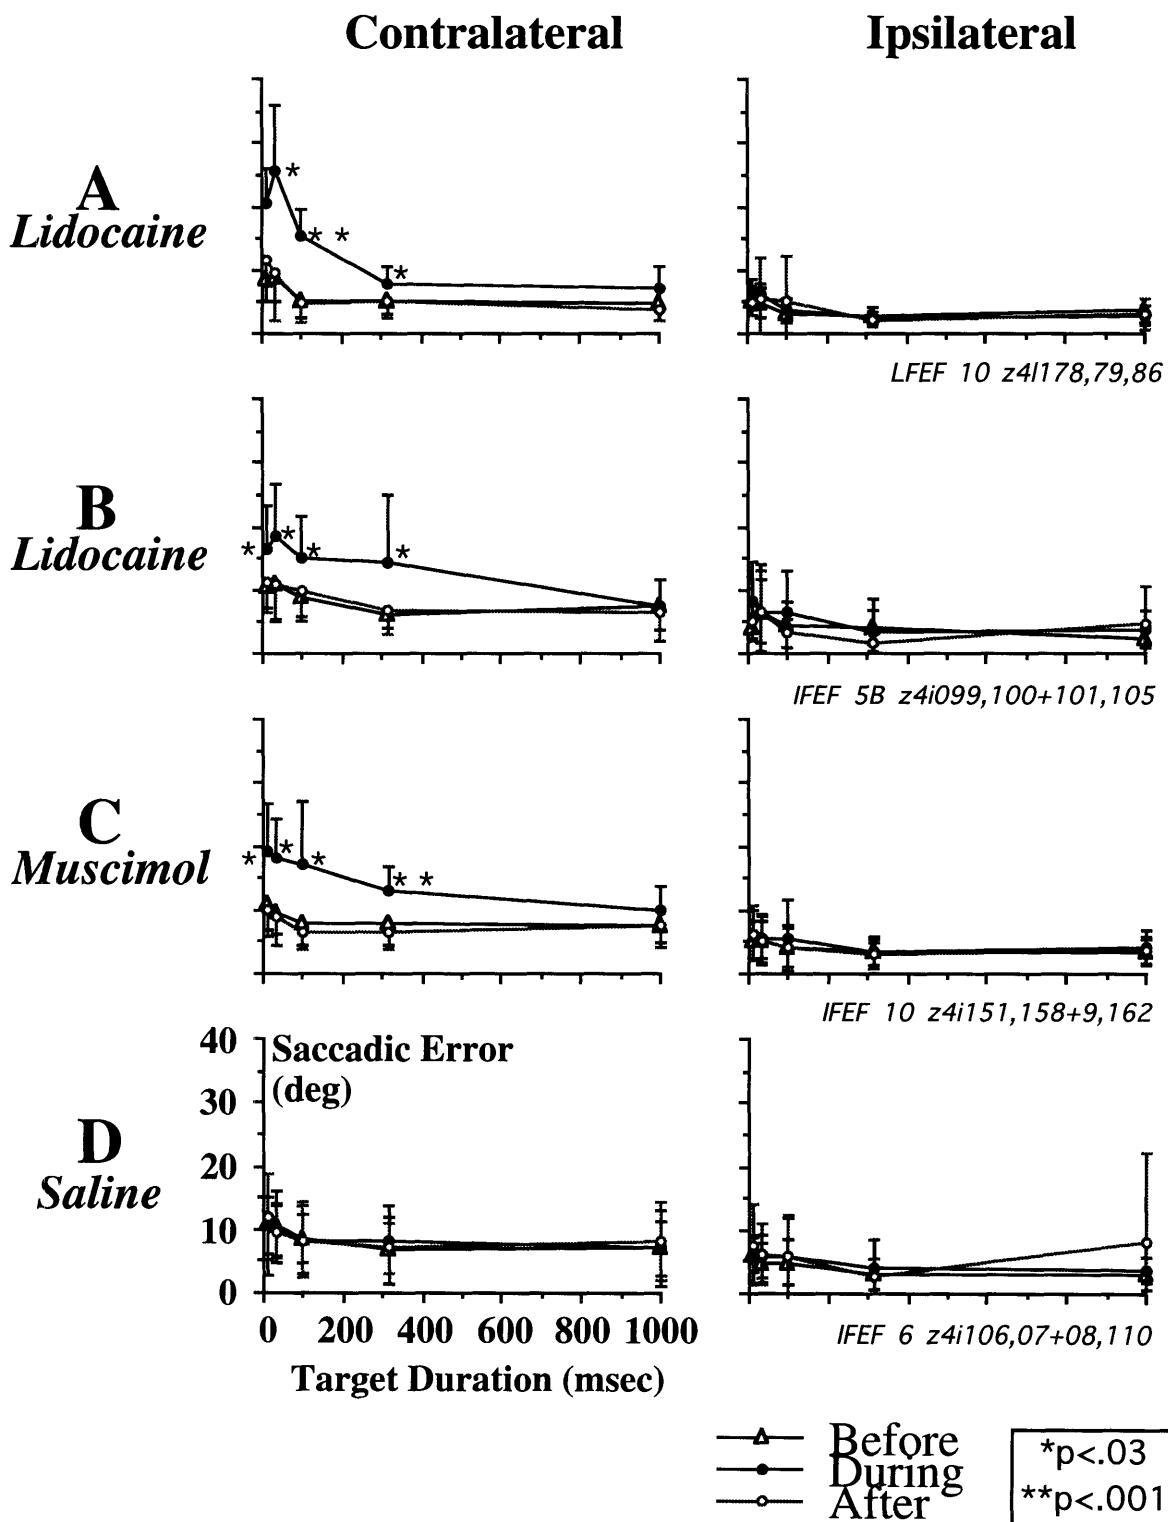 Contralateral
Ipsilateral
A
Lidocaine
*
* *
*
LFEF 10 z4l178,79,86
B
Lidocaine
*
*
*
*
IFEF 5B z4i099,100+101,105
C
Muscimol
*
*
*
* *
IFEF 10 z4i151,158+9,162
D
Saline
Saccadic Error
(deg)
40
30
20
10
0
0 200 400 600 800 1000
Target Duration (msec)
IFEF 6 z4i106,07+08,110
Before
During
After
*p<.03
**p<.001